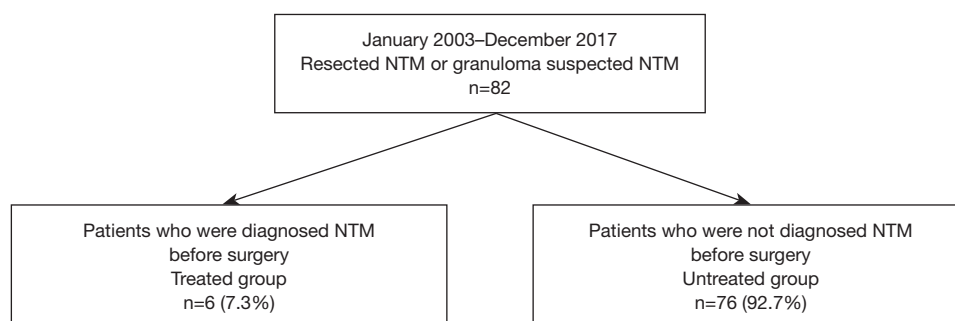 January 2003–December 2017
Resected NTM or granuloma suspected NTM
n=82
Patients who were diagnosed NTM
before surgery
Treated group
n=6 (7.3%)
Patients who were not diagnosed NTM
before surgery
Untreated group
n=76 (92.7%)